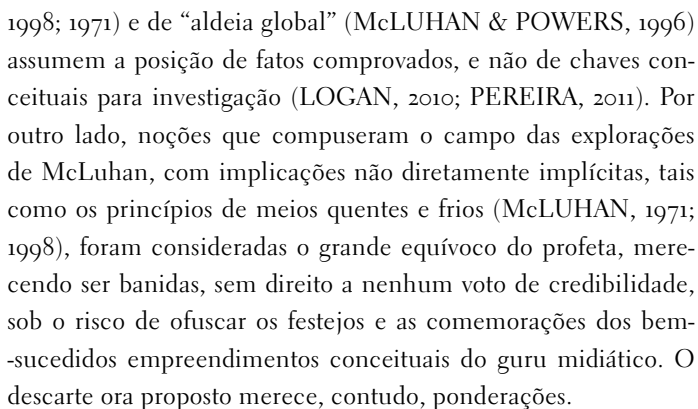 1998; 1971) e de “aldeia global” (McLUHAN & POWERS, 1996)
assumem a posição de fatos comprovados, e não de chaves con-
ceituais para investigação (LOGAN, 2010; PEREIRA, 2011). Por
outro lado, noções que compuseram o campo das explorações
de McLuhan, com implicações não diretamente implícitas, tais
como os princípios de meios quentes e frios (McLUHAN, 1971;
1998), foram consideradas o grande equívoco do profeta, mere-
cendo ser banidas, sem direito a nenhum voto de credibilidade,
sob o risco de ofuscar os festejos e as comemorações dos bem-
-sucedidos empreendimentos conceituais do guru midiático. O
descarte ora proposto merece, contudo, ponderações.